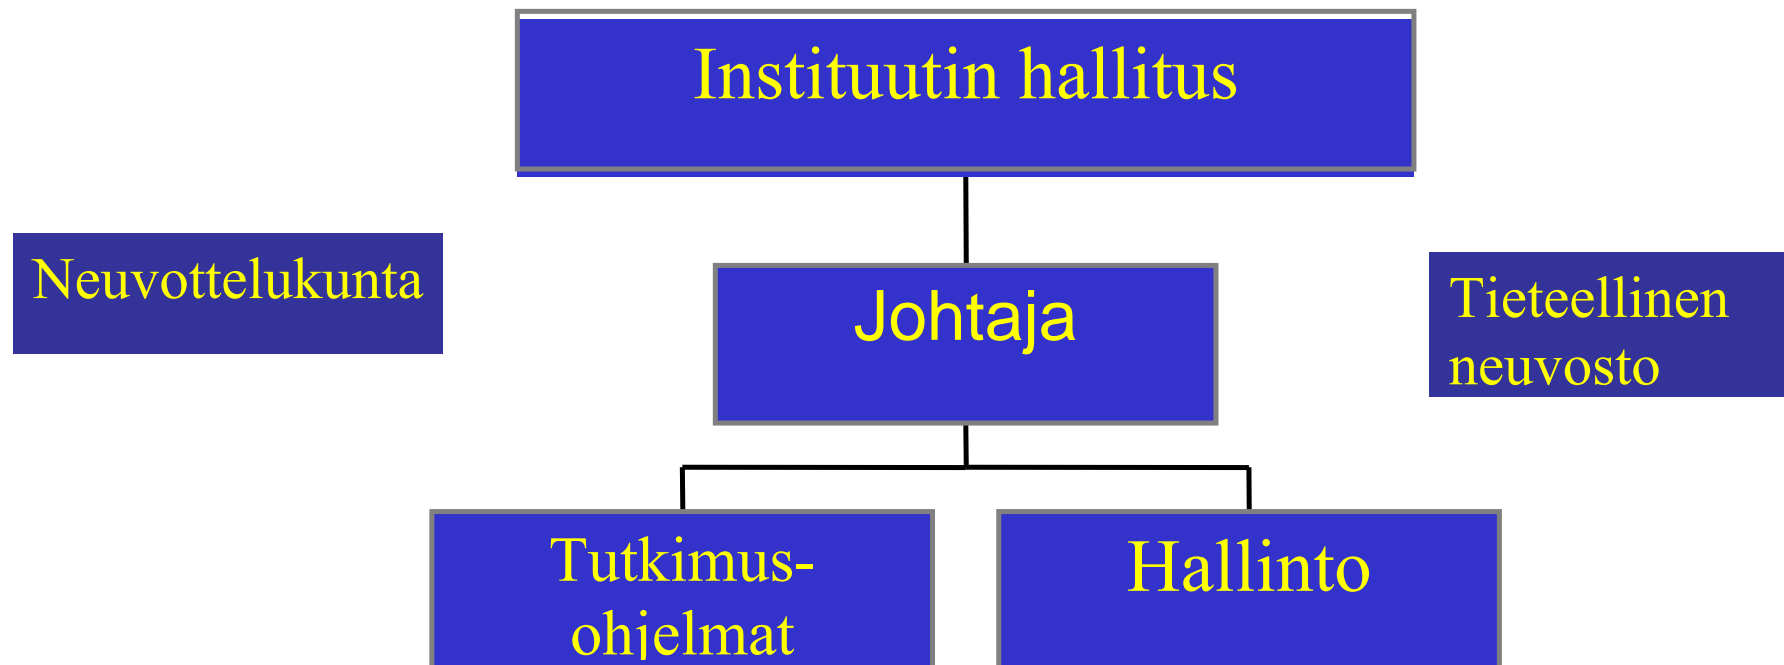 Instituutin hallitus
Neuvottelukunta
Johtaja
Tieteellinen
neuvosto
Tutkimus-
ohjelmat
Hallinto